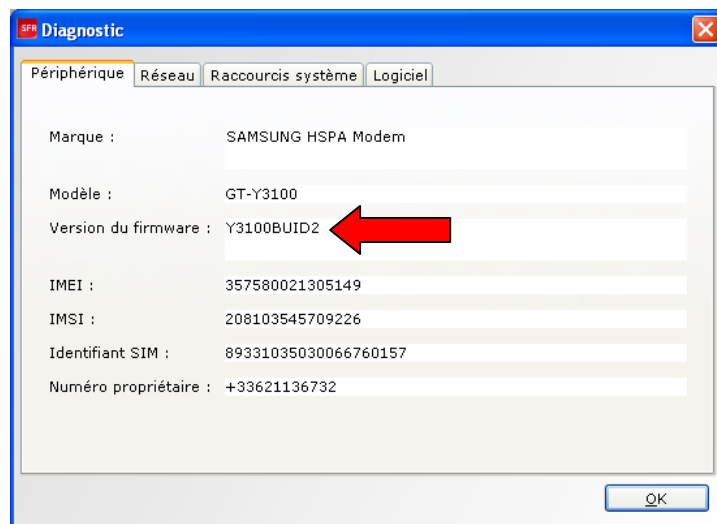 SFR Diagnostic
Périphérique Réseau Raccourcis système Logiciel
Marque : SAMSUNG HSPA Modem
Modèle : GT-Y3100
Version du firmware : Y3100BUID2
IMEI : 357580021305149
IMSI : 208103545709226
Identifiant SIM : 89331035030066760157
Numéro propriétaire : +33621136732
OK